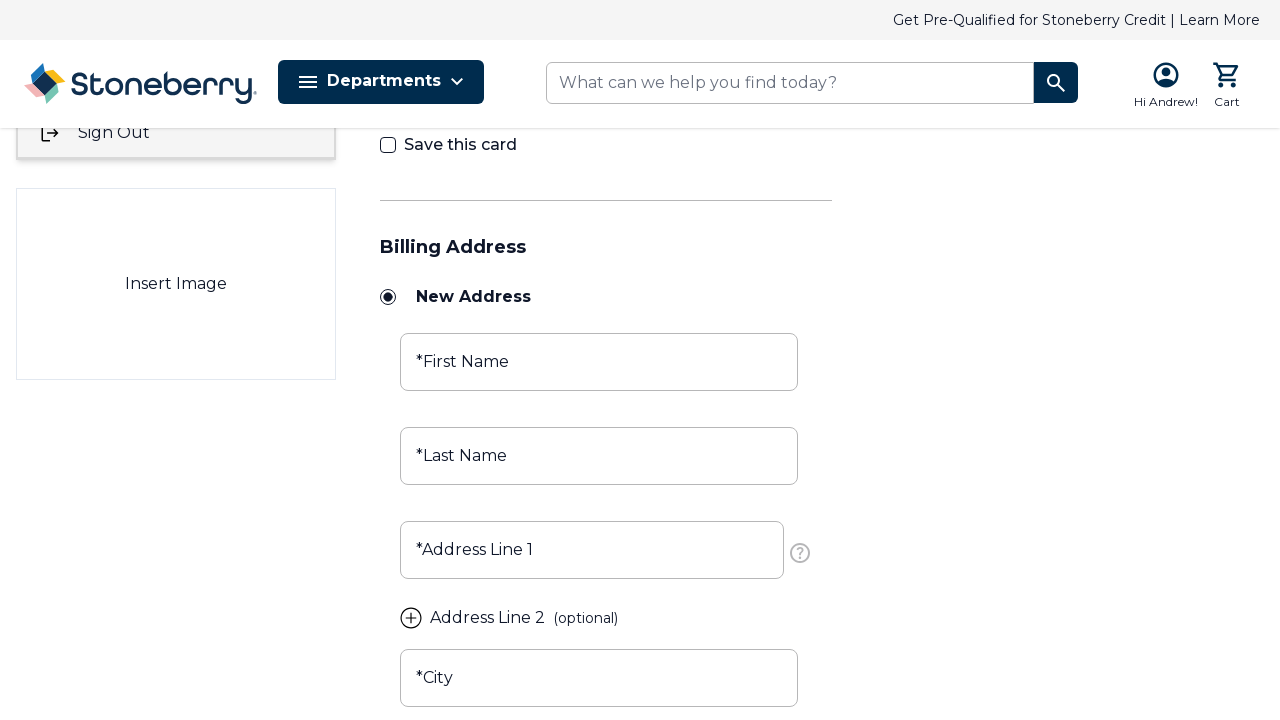 Get Pre-Qualified for Stoneberry Credit | Learn More
Stoneberry
Departments
What can we help you find today?
Hi Andrew!
Cart
Sign Out
Save this card
Insert Image
Billing Address
New Address
*First Name
*Last Name
*Address Line 1
Address Line 2 (optional)
*City